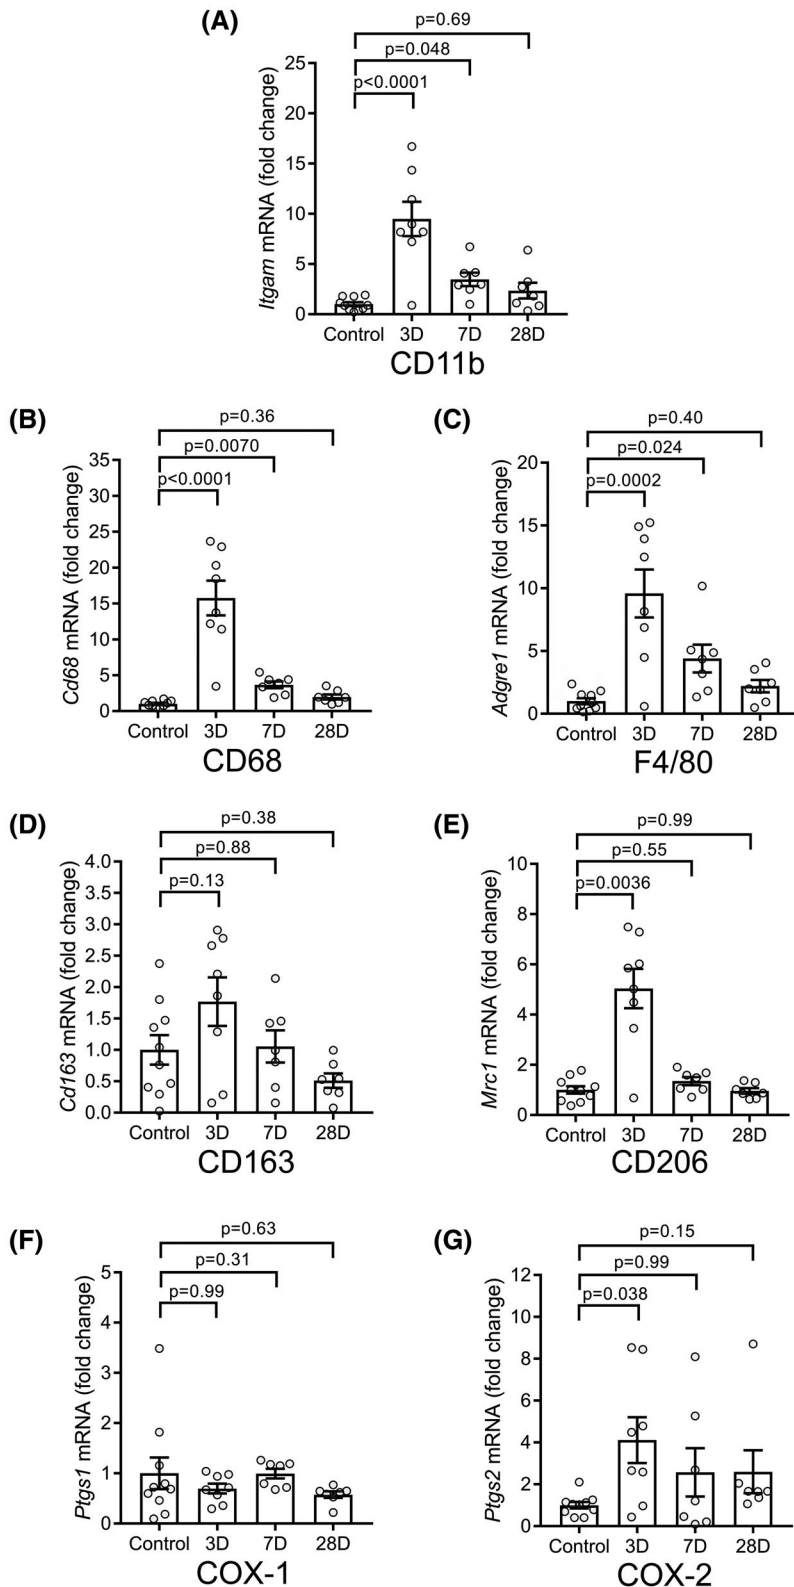 (A)
p=0.69
p=0.048
p<0.0001
25
20
15
10
5
0
Itgam mRNA (fold change)
Control 3D 7D 28D
CD11b
(B)
p=0.36
p=0.0070
p<0.0001
35
30
25
20
15
10
5
0
Cd68 mRNA (fold change)
Control 3D 7D 28D
CD68
(C)
p=0.40
p=0.024
p=0.0002
20
15
10
5
0
Adgre1 mRNA (fold change)
Control 3D 7D 28D
F4/80
(D)
p=0.38
p=0.88
p=0.13
4.0
3.5
3.0
2.5
2.0
1.5
1.0
0.5
0.0
Cd163 mRNA (fold change)
Control 3D 7D 28D
CD163
(E)
p=0.99
p=0.55
p=0.0036
10
8
6
4
2
0
Mrc1 mRNA (fold change)
Control 3D 7D 28D
CD206
(F)
p=0.63
p=0.31
p=0.99
5
4
3
2
1
0
Ptgs1 mRNA (fold change)
Control 3D 7D 28D
COX-1
(G)
p=0.15
p=0.99
p=0.038
12
10
8
6
4
2
0
Ptgs2 mRNA (fold change)
Control 3D 7D 28D
COX-2